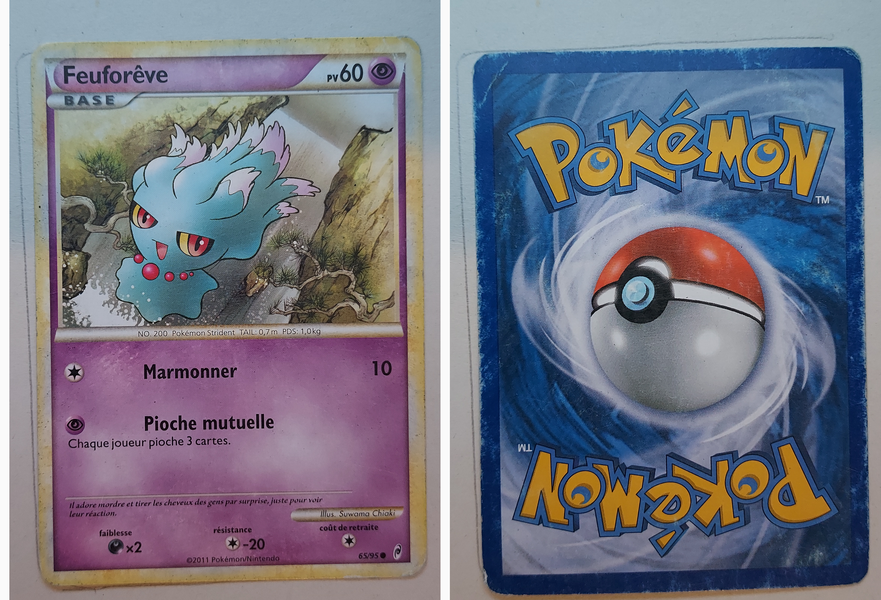 Feuforêve
PV60
BASE
NO. 200 Pokémon Strident TAIL: 0,7m PDS: 1,0kg
Marmonner 10
Pioche mutuelle
Chaque joueur pioche 3 cartes.
Il adore mordre et tirer les cheveux des gens par surprise, juste pour voir
leur réaction.
Illus. Suwama Chiaki
faiblesse
×2
résistance
-20
coût de retraite
©2011 Pokémon/Nintendo
65/95
POKéMON
TM
TM
POKéMON